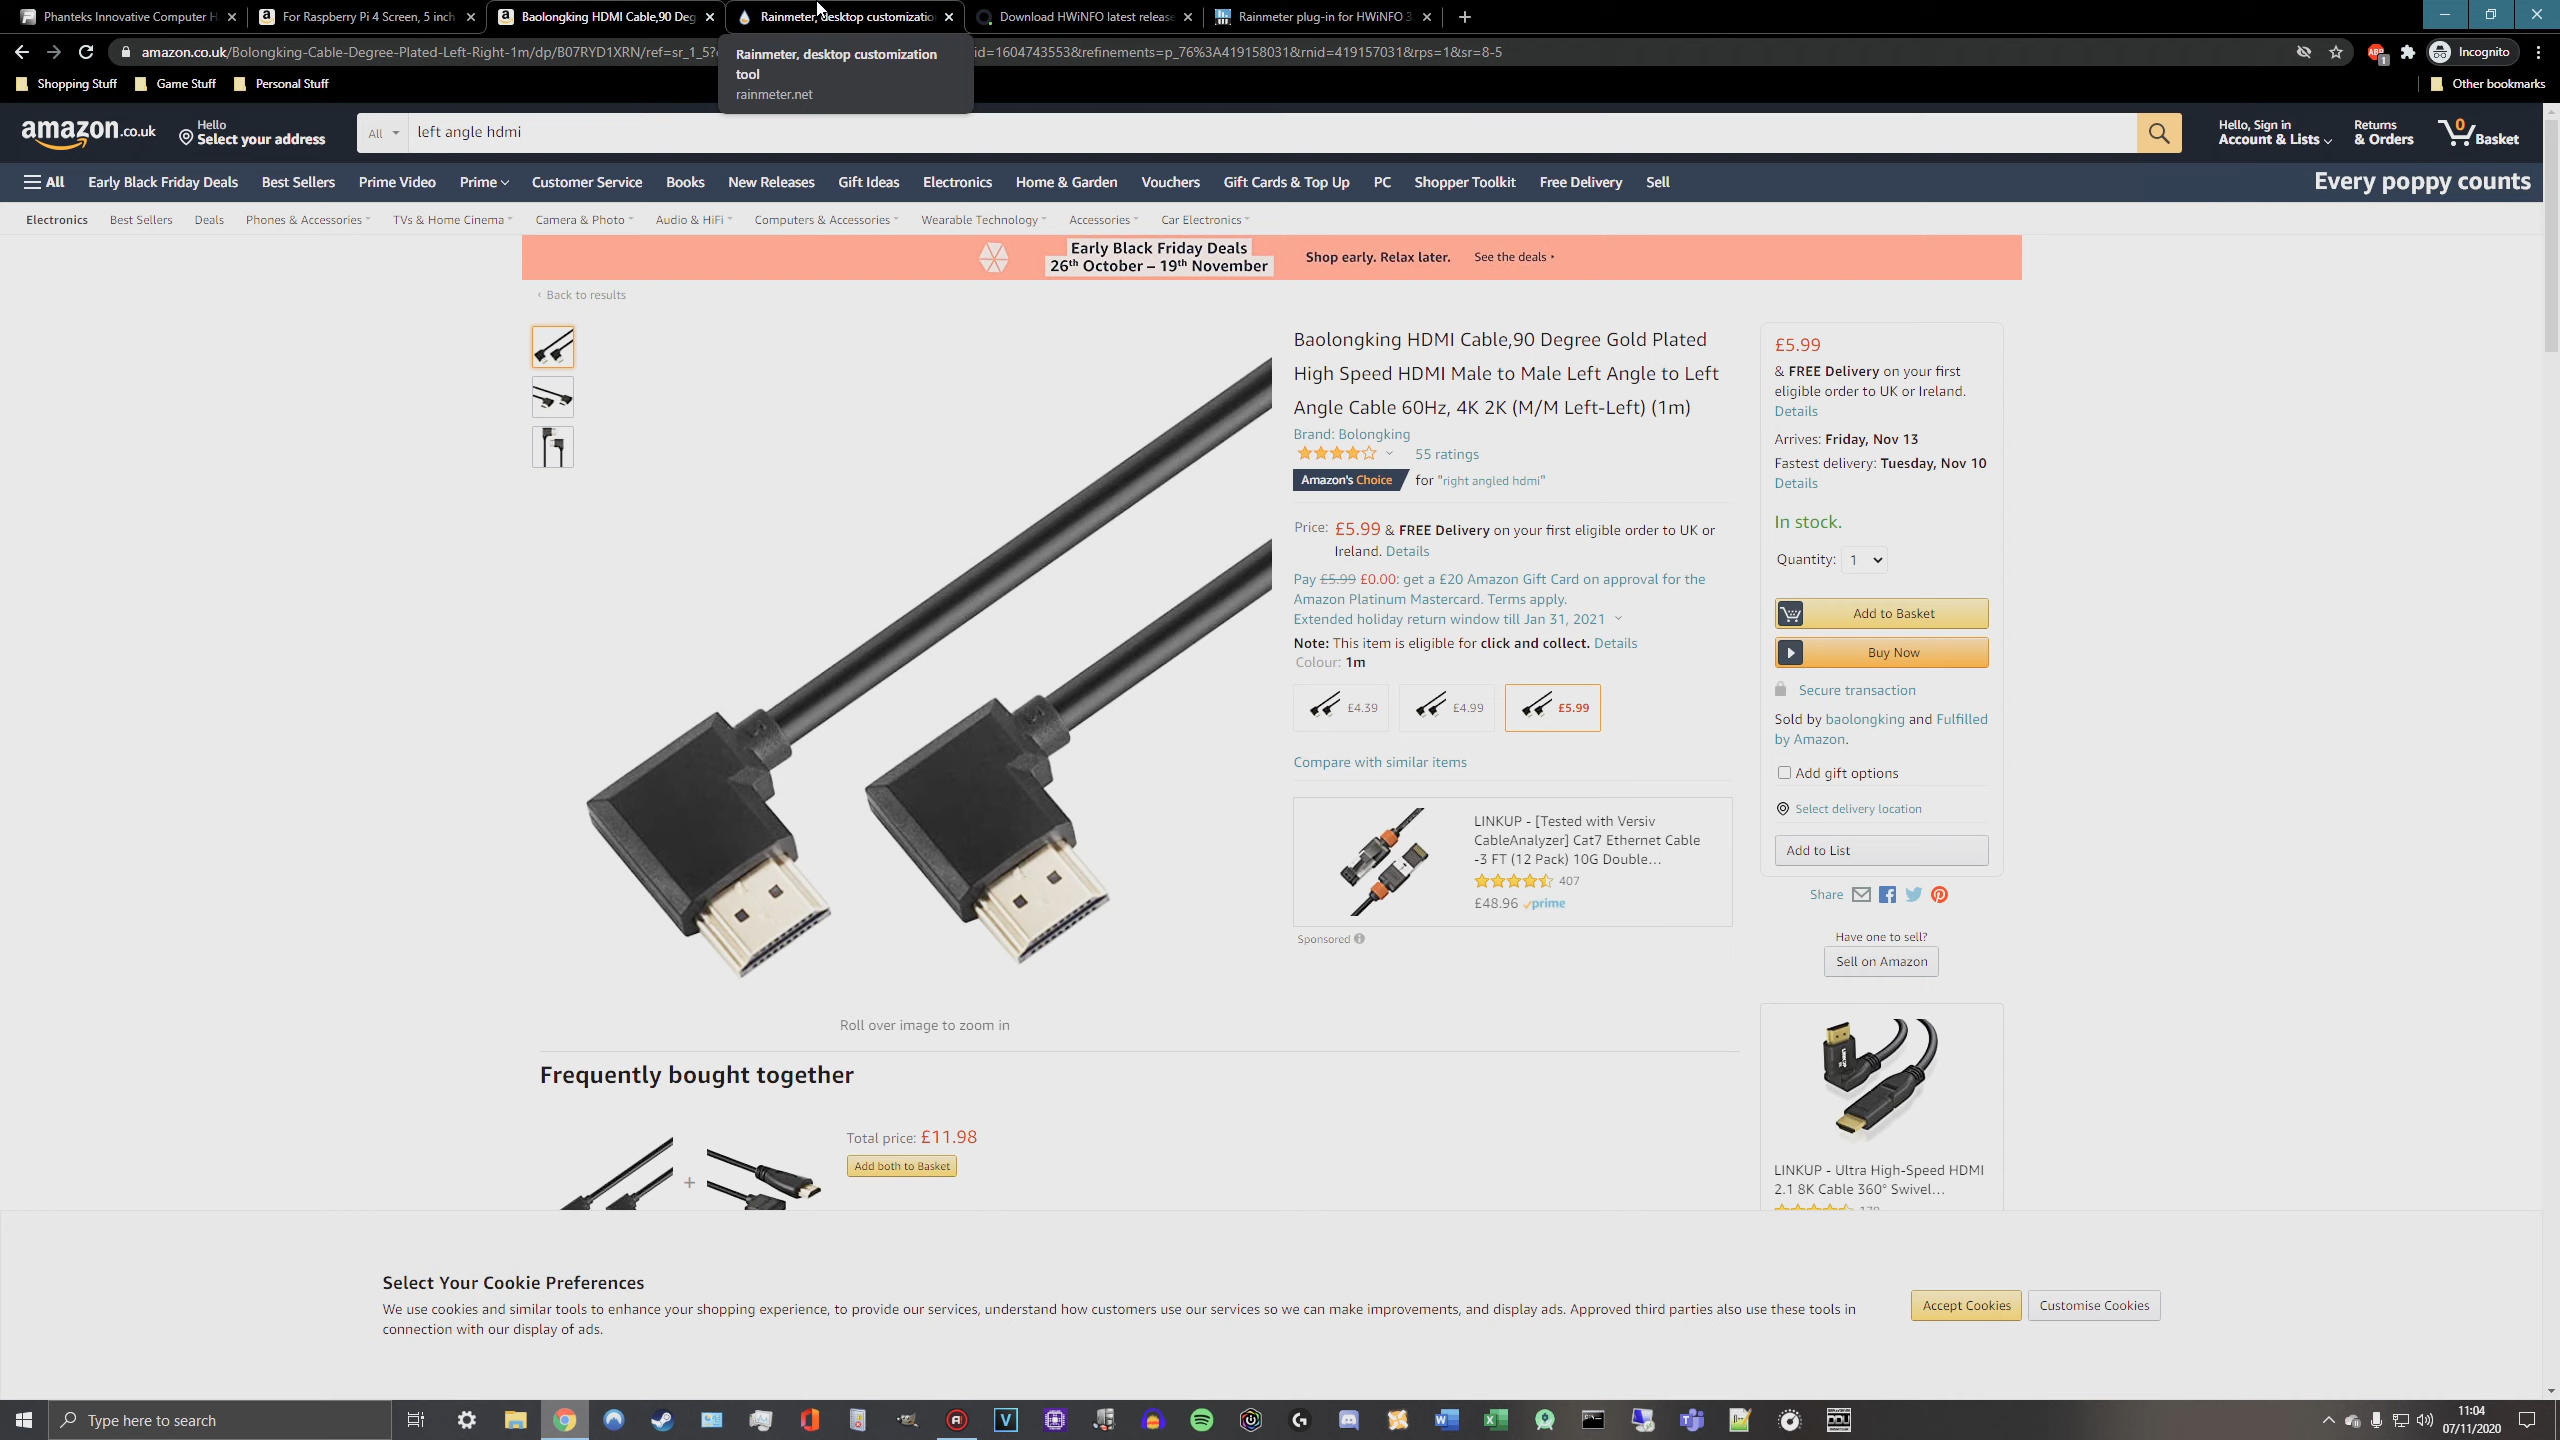 Phanteks Innovative Computer H
For Raspberry Pi 4 Screen, 5 inch
Baolongking HDMI Cable,90 Deg
Rainmeter, desktop customizatio
Download HWiNFO latest release
Rainmeter plug-in for HWiNFO 3
amazon.co.uk/Bolongking-Cable-Degree-Plated-Left-Right-1m/dp/B07RYD1XRN/ref=sr_1_5?
id=1604743553&refinements=p_76%3A419158031&rnid=419157031&rps=1&sr=8-5
Incognito
Rainmeter, desktop customization
tool
rainmeter.net
Shopping Stuff
Game Stuff
Personal Stuff
Other bookmarks
amazon.co.uk
Hello
Select your address
All
left angle hdmi
Hello, Sign in
Account & Lists
Returns
& Orders
0
Basket
All
Early Black Friday Deals
Best Sellers
Prime Video
Prime
Customer Service
Books
New Releases
Gift Ideas
Electronics
Home & Garden
Vouchers
Gift Cards & Top Up
PC
Shopper Toolkit
Free Delivery
Sell
Every poppy counts
Electronics
Best Sellers
Deals
Phones & Accessories
TVs & Home Cinema
Camera & Photo
Audio & HiFi
Computers & Accessories
Wearable Technology
Accessories
Car Electronics
Early Black Friday Deals
26th October – 19th November
Shop early. Relax later.
See the deals ▸
‹ Back to results
Baolongking HDMI Cable,90 Degree Gold Plated
High Speed HDMI Male to Male Left Angle to Left
Angle Cable 60Hz, 4K 2K (M/M Left-Left) (1m)
Brand: Bolongking
55 ratings
Amazon's Choice for "right angled hdmi"
Price: £5.99 & FREE Delivery on your first eligible order to UK or
Ireland. Details
Pay £5.99 £0.00: get a £20 Amazon Gift Card on approval for the
Amazon Platinum Mastercard. Terms apply.
Extended holiday return window till Jan 31, 2021
Note: This item is eligible for click and collect. Details
Colour: 1m
£4.39
£4.99
£5.99
Compare with similar items
LINKUP - [Tested with Versiv
CableAnalyzer] Cat7 Ethernet Cable
-3 FT (12 Pack) 10G Double...
407
£48.96 prime
Sponsored
£5.99
& FREE Delivery on your first
eligible order to UK or Ireland.
Details
Arrives: Friday, Nov 13
Fastest delivery: Tuesday, Nov 10
Details
In stock.
Quantity: 1
Add to Basket
Buy Now
Secure transaction
Sold by baolongking and Fulfilled
by Amazon.
Add gift options
Select delivery location
Add to List
Share
Have one to sell?
Sell on Amazon
LINKUP - Ultra High-Speed HDMI
2.1 8K Cable 360° Swivel...
Roll over image to zoom in
Frequently bought together
+
Total price: £11.98
Add both to Basket
Select Your Cookie Preferences
We use cookies and similar tools to enhance your shopping experience, to provide our services, understand how customers use our services so we can make improvements, and display ads. Approved third parties also use these tools in
connection with our display of ads.
Accept Cookies
Customise Cookies
Type here to search
11:04
07/11/2020